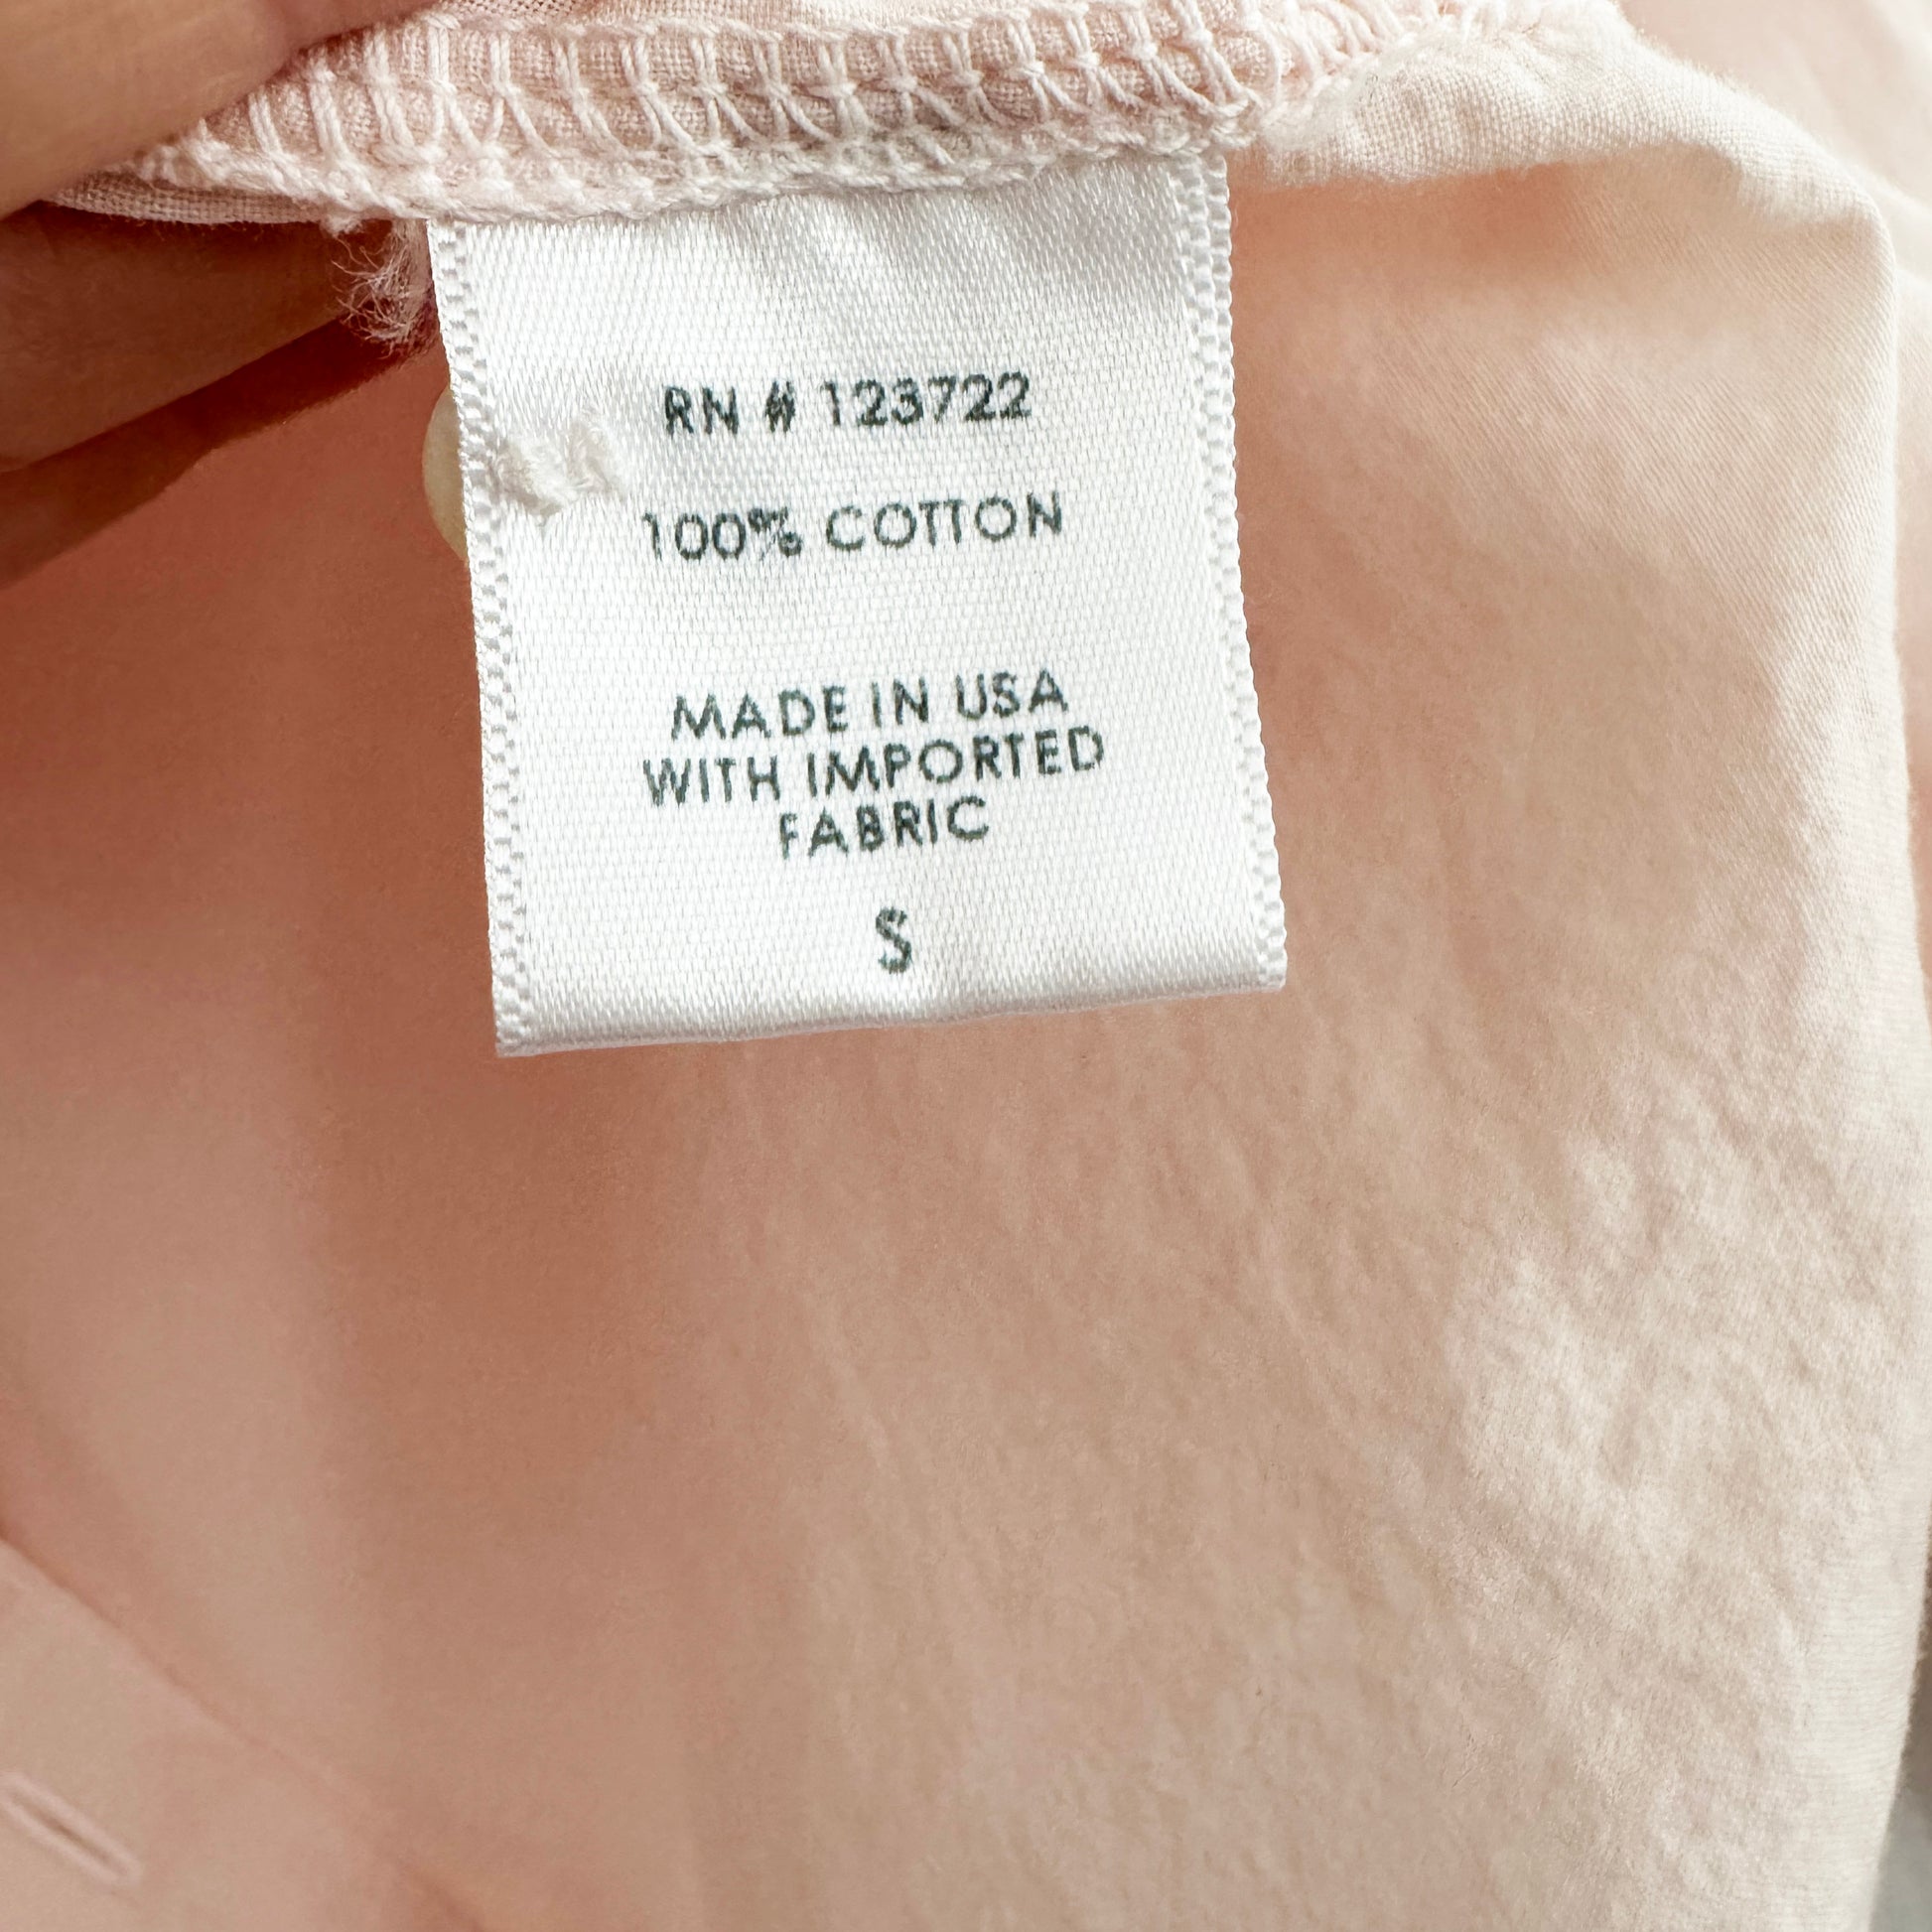 RN # 123722
100% COTTON
MADE IN USA
WITH IMPORTED
FABRIC
S